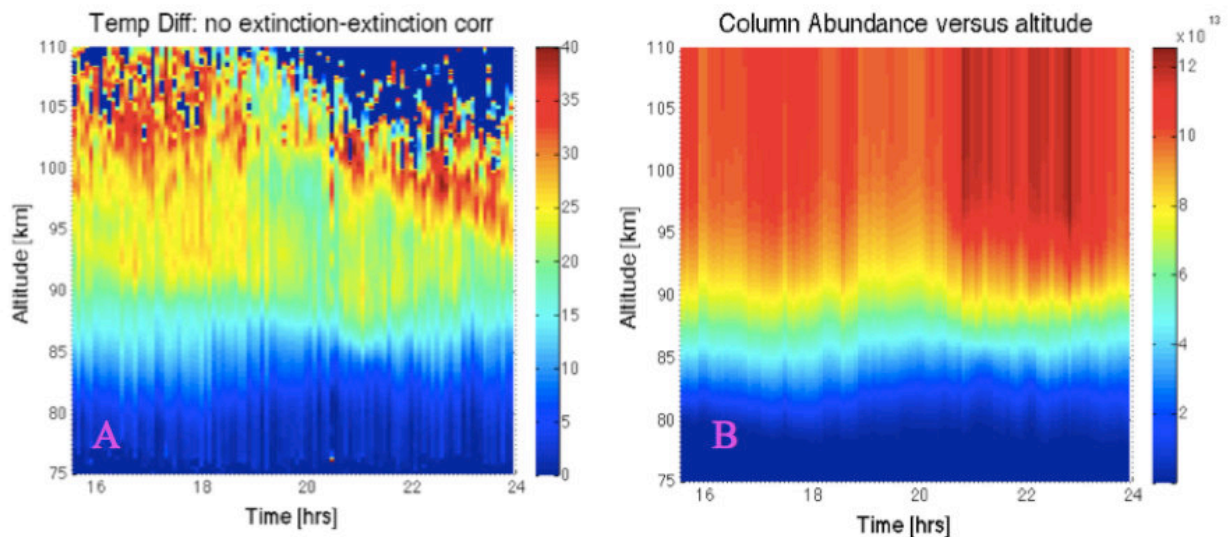 Temp Diff: no extinction-extinction corr
110
105
100
95
90
85
80
75
Altitude [km]
16 18 20 22 24
Time [hrs]
40
35
30
25
20
15
10
5
0
A
Column Abundance versus altitude
x 10^13
110
105
100
95
90
85
80
75
Altitude [km]
16 18 20 22 24
Time [hrs]
12
10
8
6
4
2
B